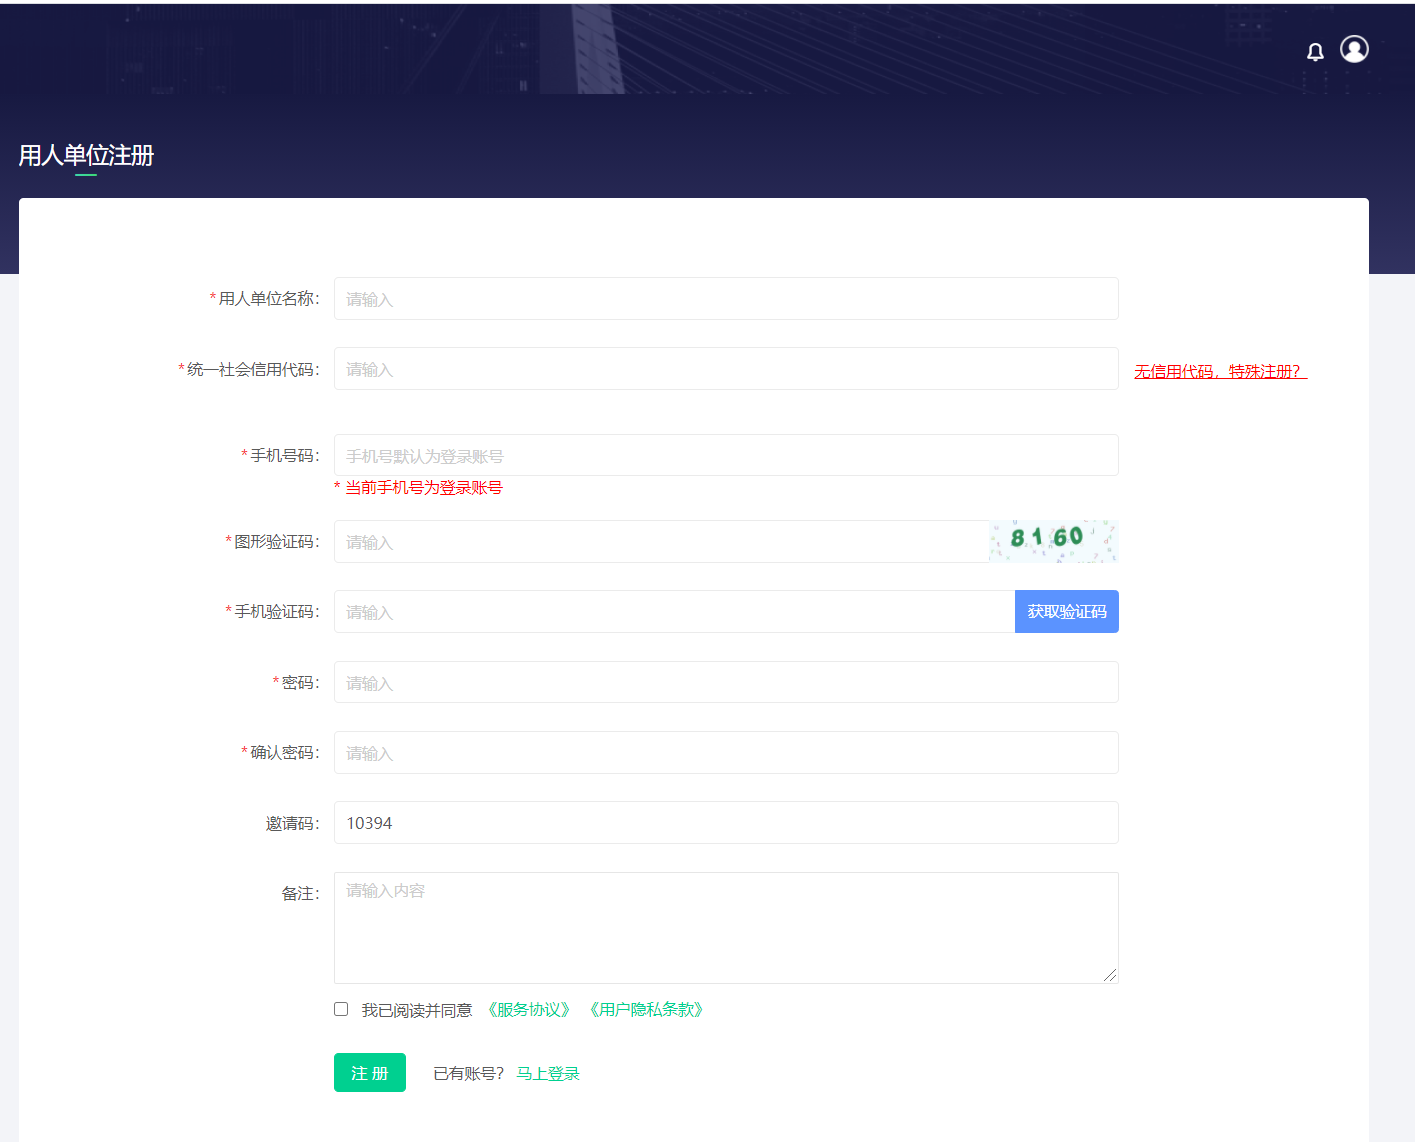 用人单位注册
*用人单位名称： 请输入
*统一社会信用代码： 请输入 无信用代码，特殊注册？
*手机号码： 手机号默认为登录账号
* 当前手机号为登录账号
*图形验证码： 请输入 8160
*手机验证码： 请输入 获取验证码
*密码： 请输入
*确认密码： 请输入
邀请码： 10394
备注： 请输入内容
我已阅读并同意 《服务协议》 《用户隐私条款》
注 册 已有账号？ 马上登录